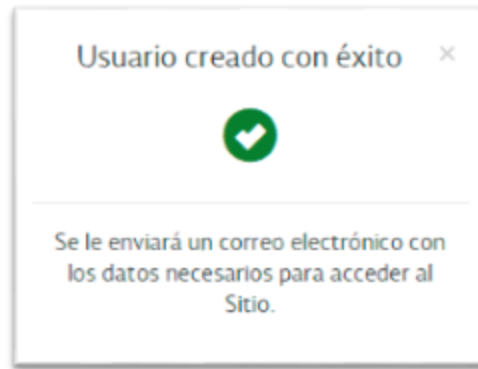 Usuario creado con éxito ×
Se le enviará un correo electrónico con
los datos necesarios para acceder al
Sitio.